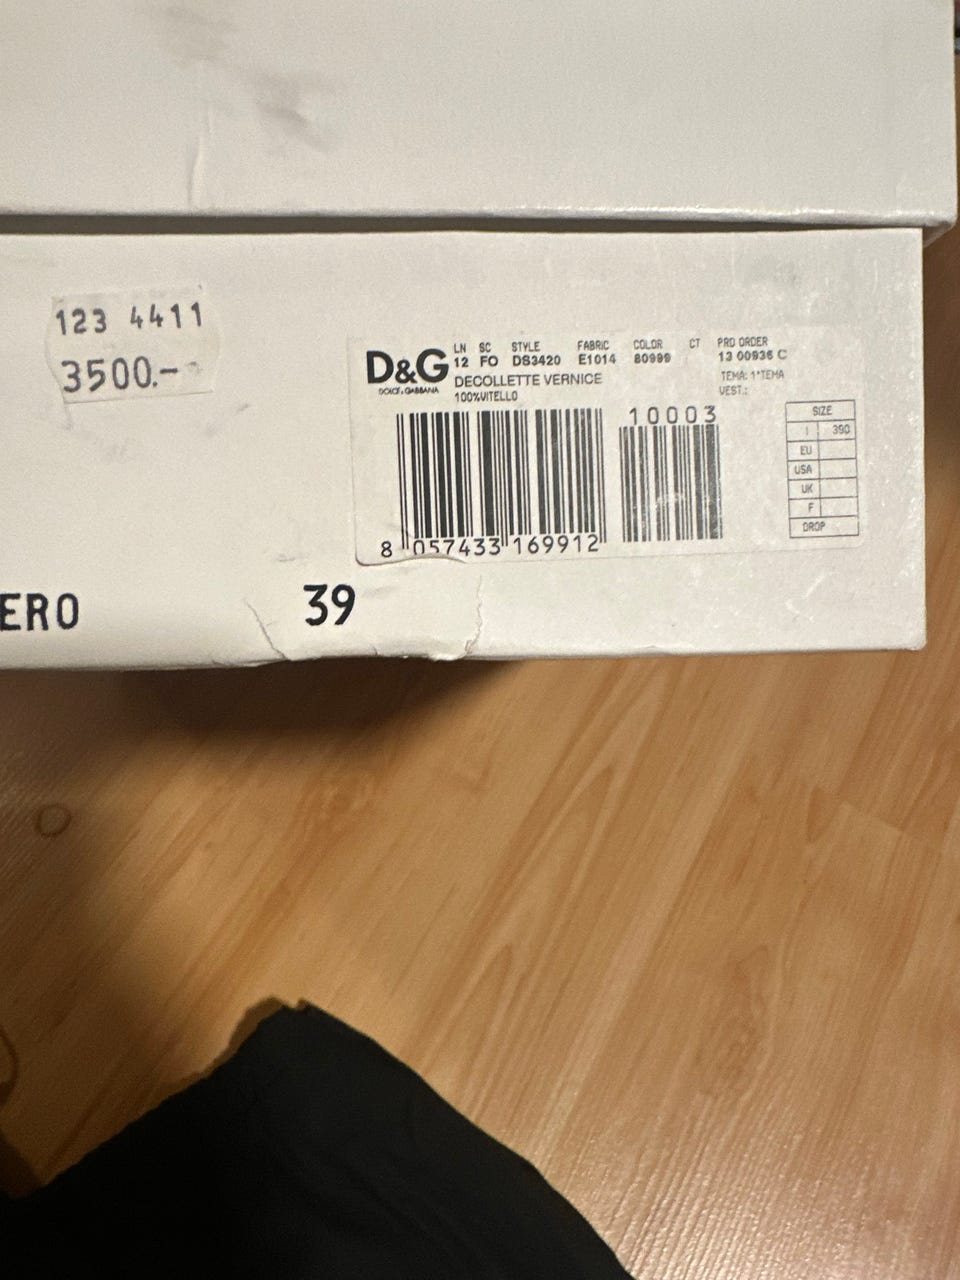 123 4411
3500.-
D&G
DOLCE & GABBANA
LN SC STYLE FABRIC COLOR CT PRD ORDER
12 FO DS3420 E1014 80999 13 00936 C
DECOLLETTE VERNICE
TEMA: 1*TEMA
100%VITELLO
VEST.:
10003
SIZE
I 390
EU
USA
UK
F
DROP
8 057433 169912
ERO
39